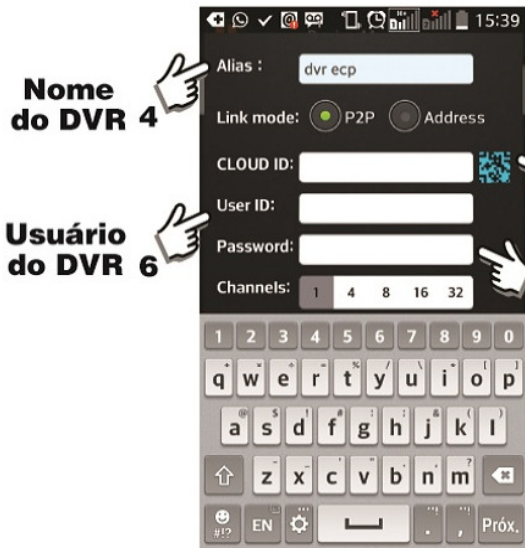 15:39
Nome
do DVR 4
Alias :
dvr ecp
Link mode: P2P Address
CLOUD ID:
User ID:
Usuário
do DVR 6
Password:
Channels: 1 4 8 16 32
1 2 3 4 5 6 7 8 9 0
q w e r t y u i o p
a s d f g h j k l
z x c v b n m
#!? EN . , Próx.